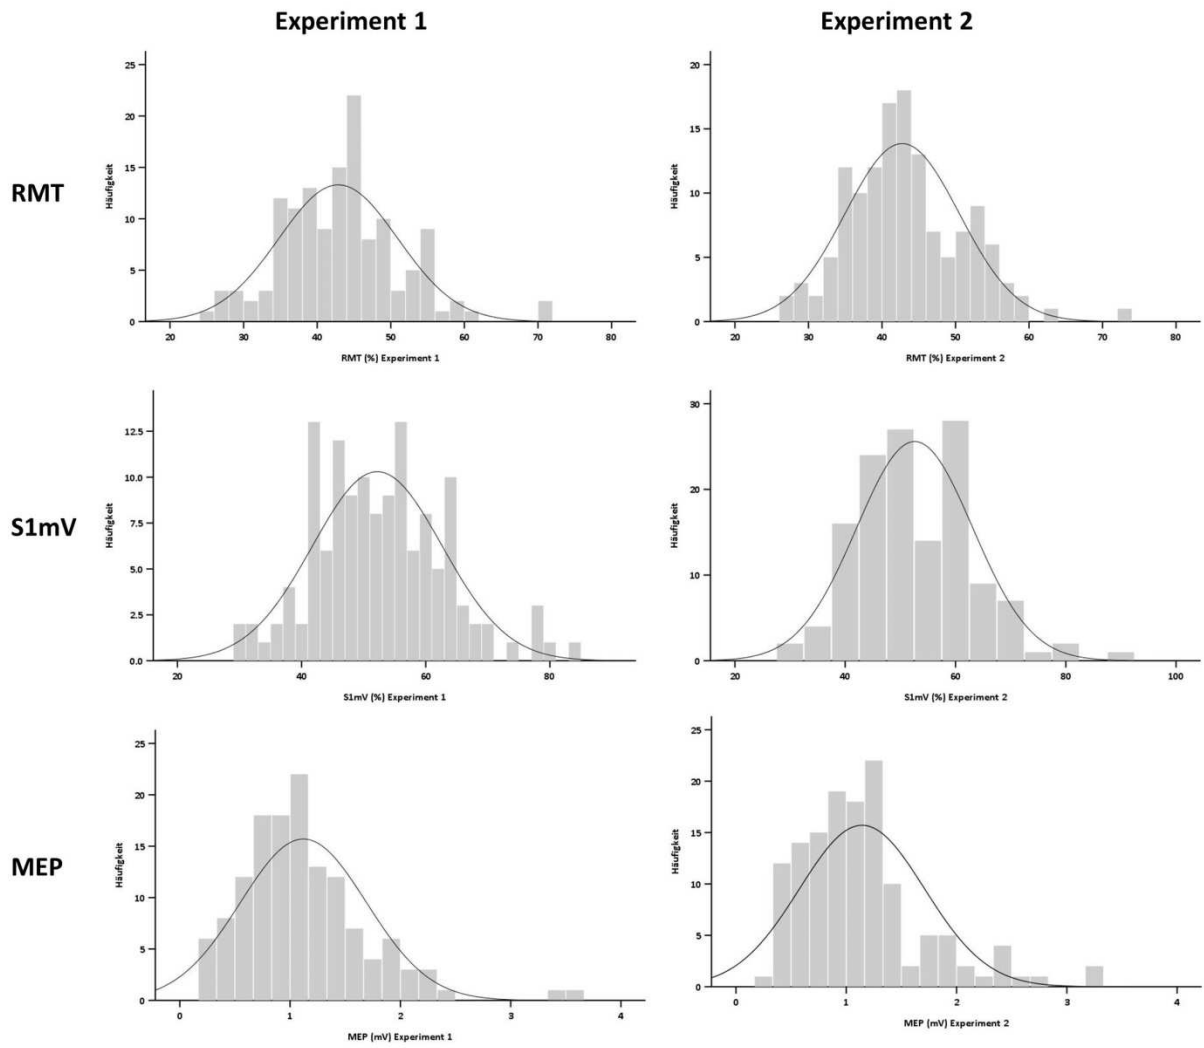 Experiment 1 Experiment 2
RMT
Häufigkeit
25
20
15
10
5
0
20 30 40 50 60 70 80
RMT (%) Experiment 1
Häufigkeit
20
15
10
5
0
20 30 40 50 60 70 80
RMT (%) Experiment 2
S1mV
Häufigkeit
12.5
10.0
7.5
5.0
2.5
0.0
20 40 60 80
S1mV (%) Experiment 1
Häufigkeit
30
20
10
0
20 40 60 80 100
S1mV (%) Experiment 2
MEP
Häufigkeit
25
20
15
10
5
0
0 1 2 3 4
MEP (mV) Experiment 1
Häufigkeit
25
20
15
10
5
0
0 1 2 3 4
MEP (mV) Experiment 2